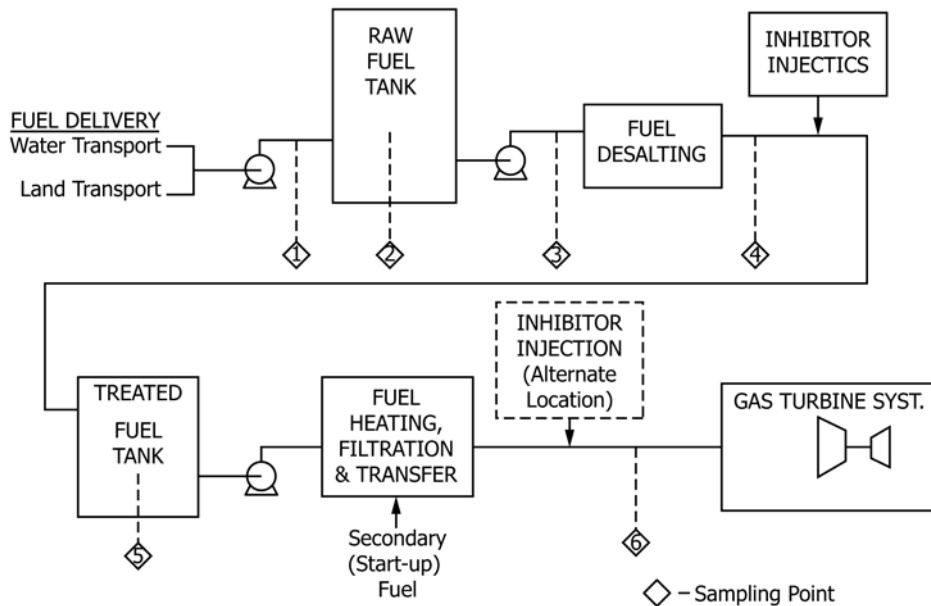 RAW
FUEL
TANK
INHIBITOR
INJECTICS
FUEL DELIVERY
Water Transport
Land Transport
FUEL
DESALTING
1
2
3
4
INHIBITOR
INJECTION
(Alternate
Location)
TREATED
FUEL
TANK
FUEL
HEATING,
FILTRATION
& TRANSFER
GAS TURBINE SYST.
5
Secondary
(Start-up)
Fuel
6
– Sampling Point